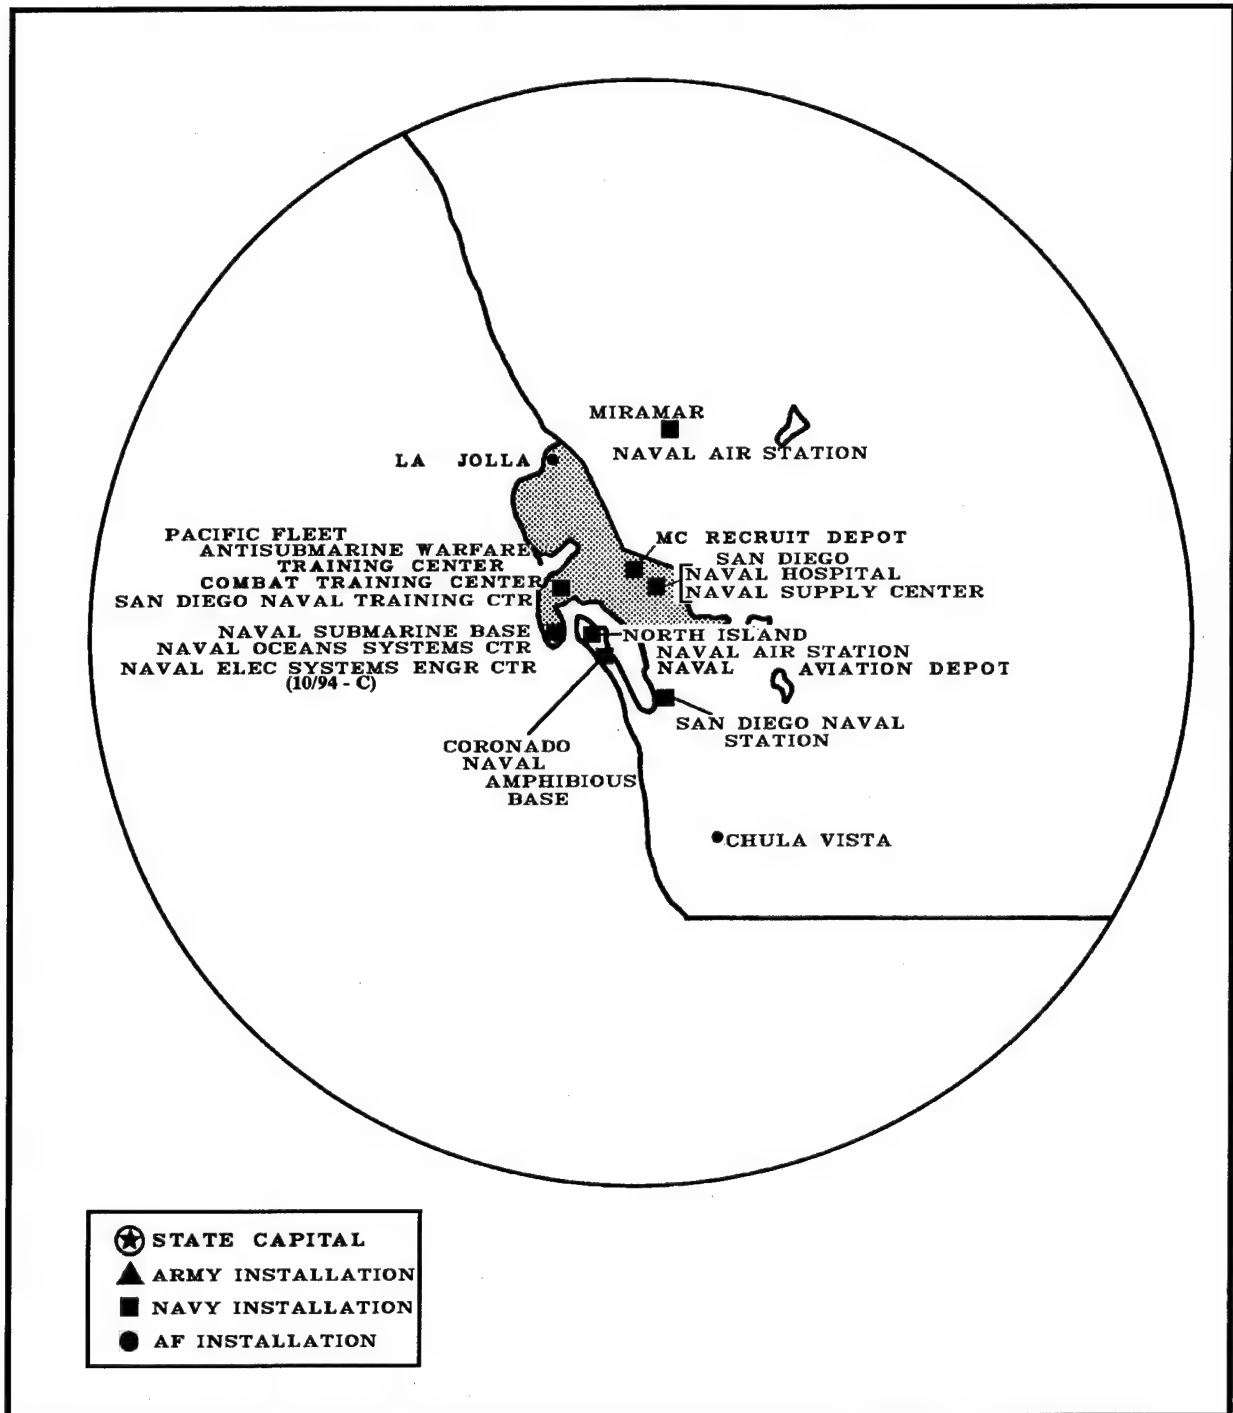 MIRAMAR
NAVAL AIR STATION
LA JOLLA
PACIFIC FLEET
ANTISUBMARINE WARFARE
TRAINING CENTER
COMBAT TRAINING CENTER
SAN DIEGO NAVAL TRAINING CTR
MC RECRUIT DEPOT
SAN DIEGO
NAVAL HOSPITAL
NAVAL SUPPLY CENTER
NAVAL SUBMARINE BASE
NAVAL OCEANS SYSTEMS CTR
NAVAL ELEC SYSTEMS ENGR CTR
(10/94 - C)
NORTH ISLAND
NAVAL AIR STATION
NAVAL AVIATION DEPOT
SAN DIEGO NAVAL
STATION
CORONADO
NAVAL
AMPHIBIOUS
BASE
CHULA VISTA
STATE CAPITAL
ARMY INSTALLATION
NAVY INSTALLATION
AF INSTALLATION